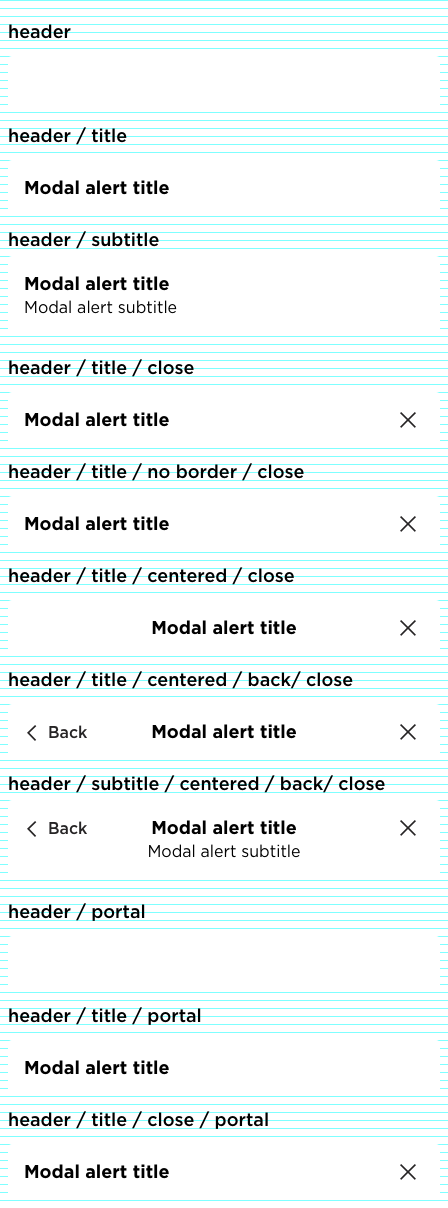 header
header / title
Modal alert title
header / subtitle
Modal alert title
Modal alert subtitle
header / title / close
Modal alert title
header / title / no border / close
Modal alert title
header / title / centered / close
Modal alert title
header / title / centered / back/ close
Back Modal alert title
header / subtitle / centered / back/ close
Back Modal alert title
Modal alert subtitle
header / portal
header / title / portal
Modal alert title
header / title / close / portal
Modal alert title